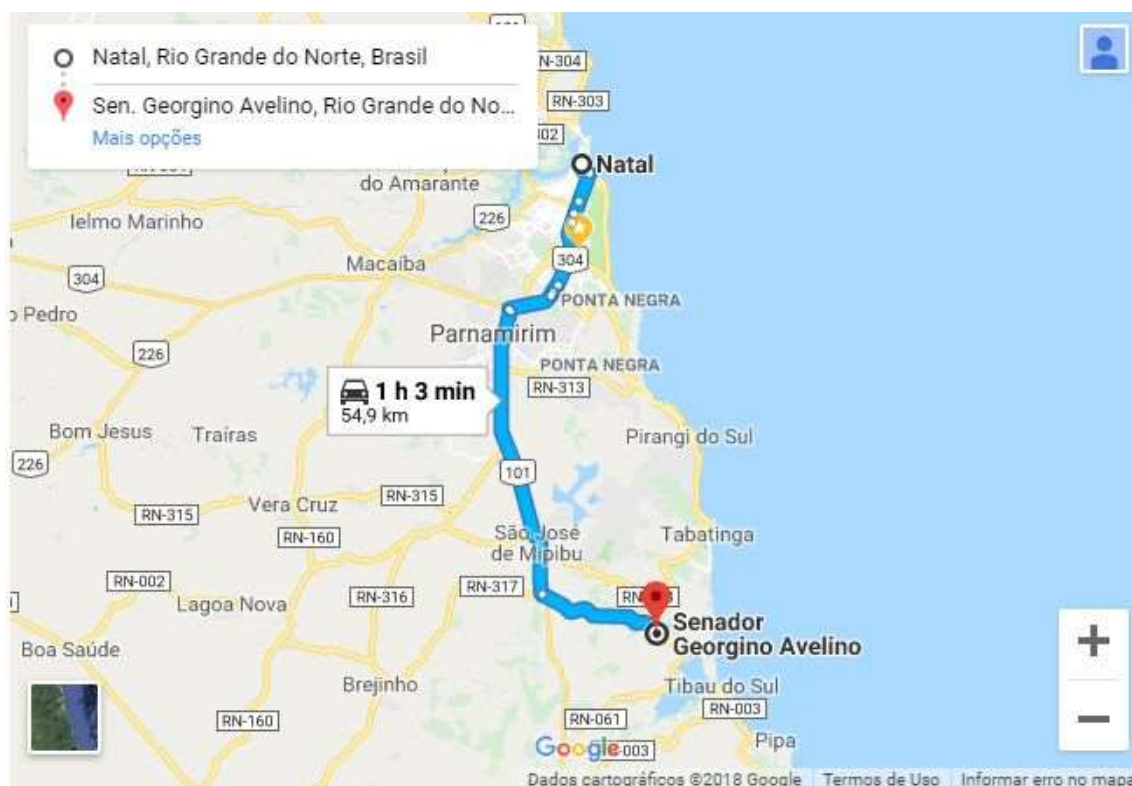 Natal, Rio Grande do Norte, Brasil
Sen. Georgino Avelino, Rio Grande do No...
Mais opções
N-304
RN-303
302
Natal
do Amarante
Ielmo Marinho
226
304
Macaíba
304
PONTA NEGRA
o Pedro
Parnamirim
226
PONTA NEGRA
RN-313
1 h 3 min
54,9 km
Bom Jesus
Traíras
Pirangi do Sul
226
101
Vera Cruz
RN-315
RN-315
São José
de Mipibu
Tabatinga
RN-160
RN-002
RN-317
RN-316
Lagoa Nova
Senador
Georgino Avelino
Boa Saúde
Brejinho
Tibau do Sul
RN-003
RN-160
RN-061
Google
-003
Pipa
Dados cartográficos ©2018 Google
Termos de Uso
Informar erro no mapa